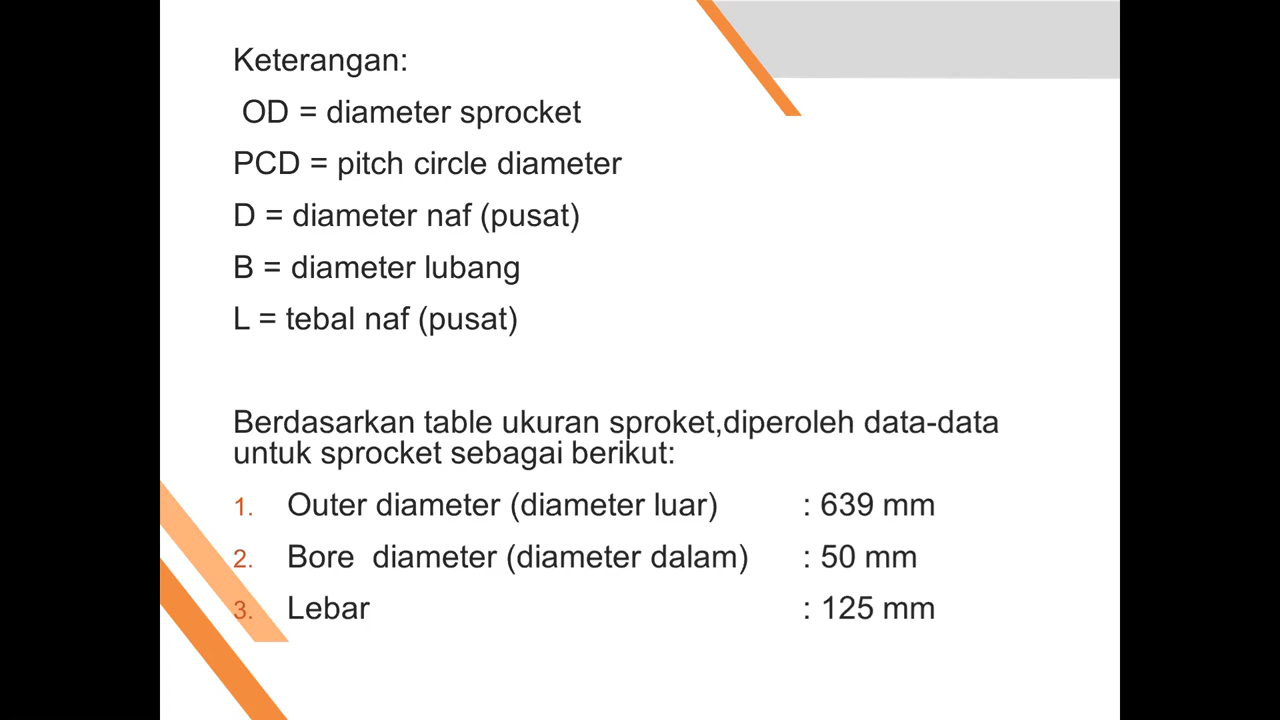 Keterangan:
OD = diameter sprocket
PCD = pitch circle diameter
D = diameter naf (pusat)
B = diameter lubang
L = tebal naf (pusat)
Berdasarkan table ukuran sproket,diperoleh data-data
untuk sprocket sebagai berikut:
1. Outer diameter (diameter luar) : 639 mm
2. Bore diameter (diameter dalam) : 50 mm
3. Lebar : 125 mm